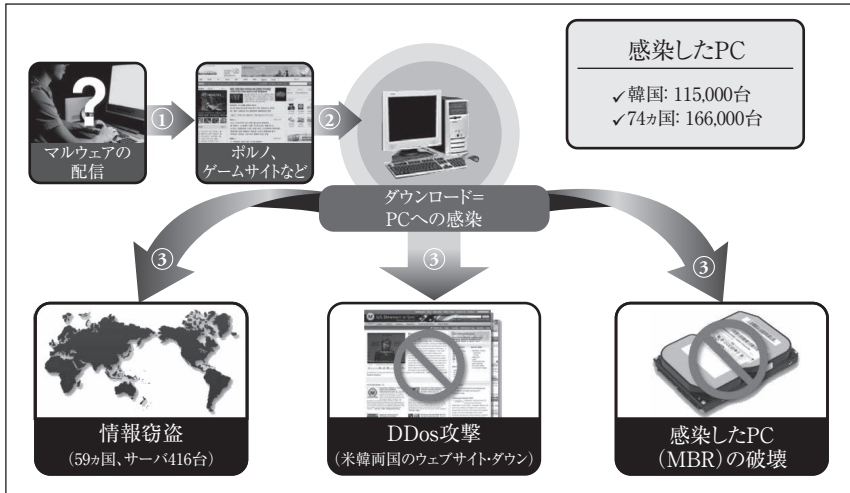 感染したPC
✓韓国: 115,000台
✓74ヵ国: 166,000台
?
①
②
マルウェアの
配信
ポルノ、
ゲームサイトなど
ダウンロード=
PCへの感染
③
③
③
情報窃盗
(59ヵ国、サーバ416台)
DDos攻撃
(米韓両国のウェブサイト・ダウン)
感染したPC
(MBR)の破壊